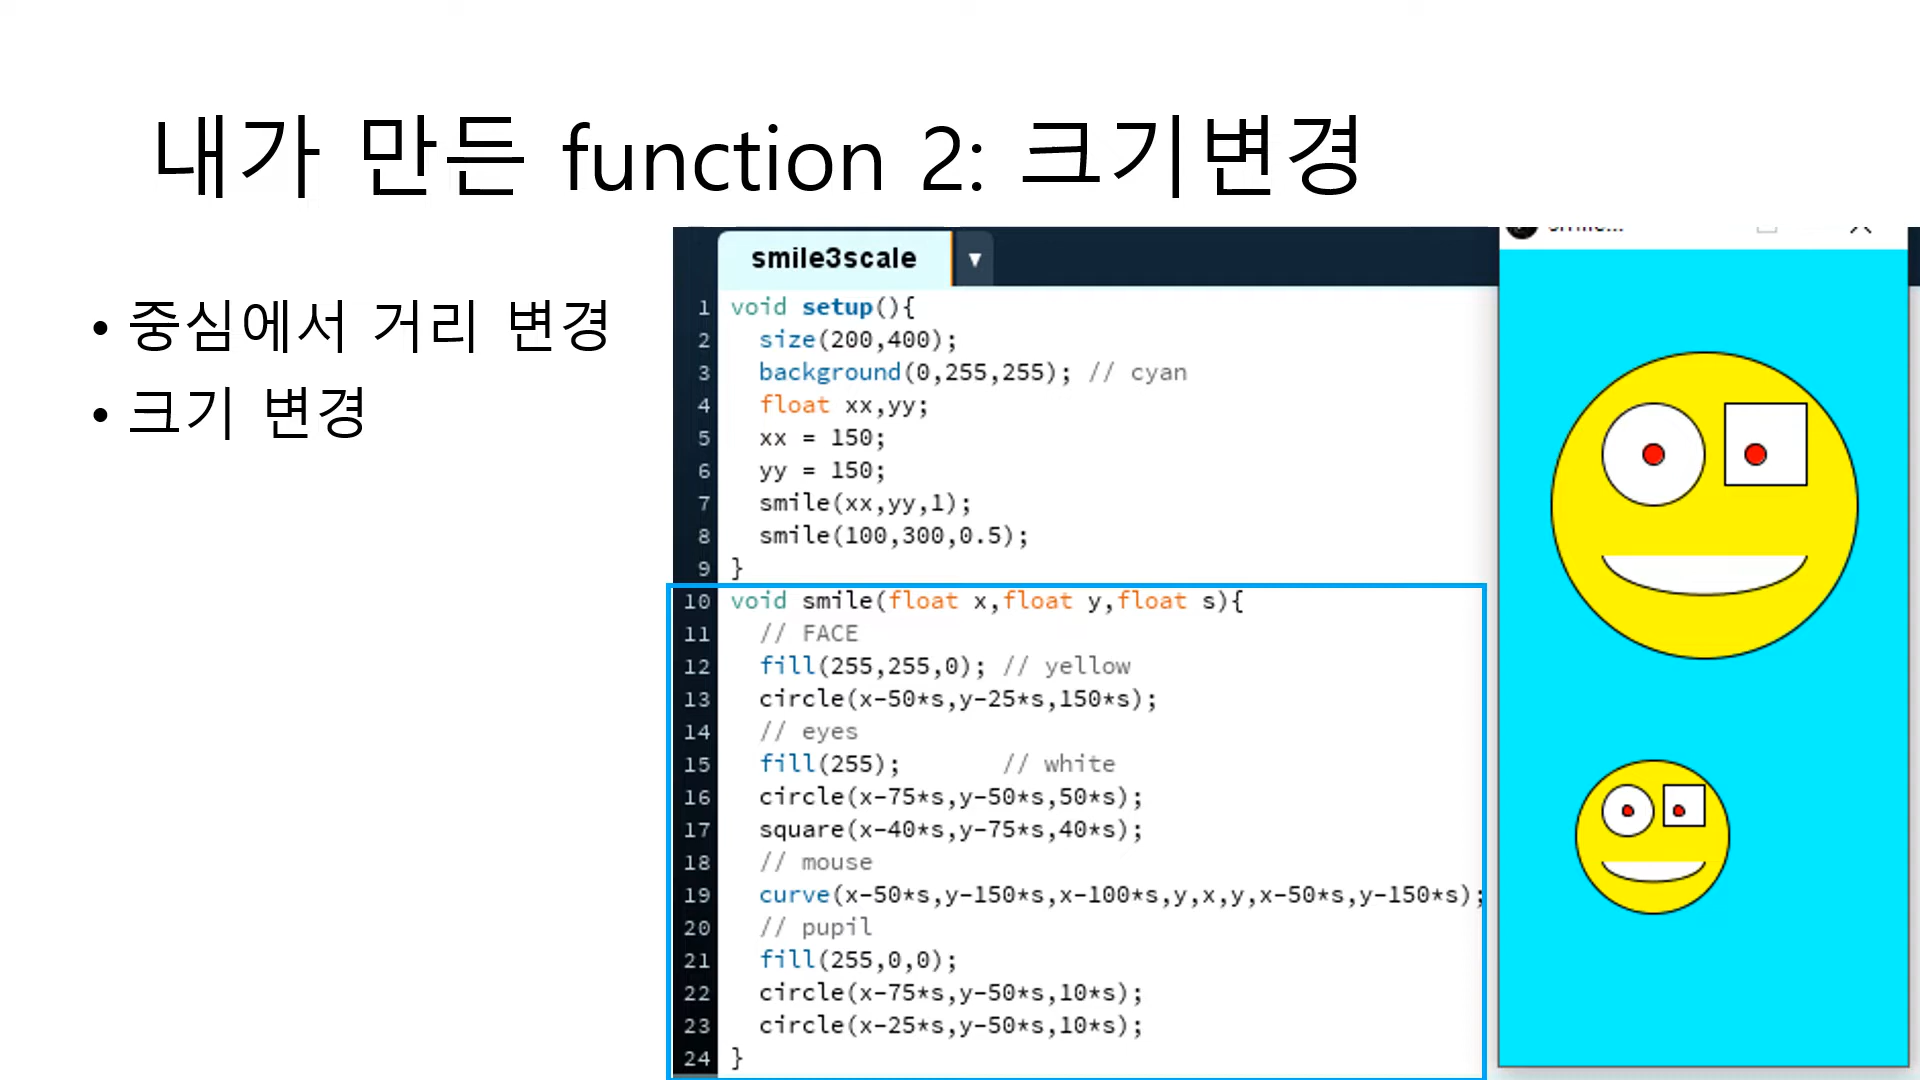 내가 만든 function 2: 크기변경
• 중심에서 거리 변경
• 크기 변경
smile3scale ▼
1 void setup(){
2 size(200,400);
3 background(0,255,255); // cyan
4 float xx,yy;
5 xx = 150;
6 yy = 150;
7 smile(xx,yy,1);
8 smile(100,300,0.5);
9 }
10 void smile(float x,float y,float s){
11 // FACE
12 fill(255,255,0); // yellow
13 circle(x-50*s,y-25*s,150*s);
14 // eyes
15 fill(255); // white
16 circle(x-75*s,y-50*s,50*s);
17 square(x-40*s,y-75*s,40*s);
18 // mouse
19 curve(x-50*s,y-150*s,x-100*s,y,x,y,x-50*s,y-150*s);
20 // pupil
21 fill(255,0,0);
22 circle(x-75*s,y-50*s,10*s);
23 circle(x-25*s,y-50*s,10*s);
24 }